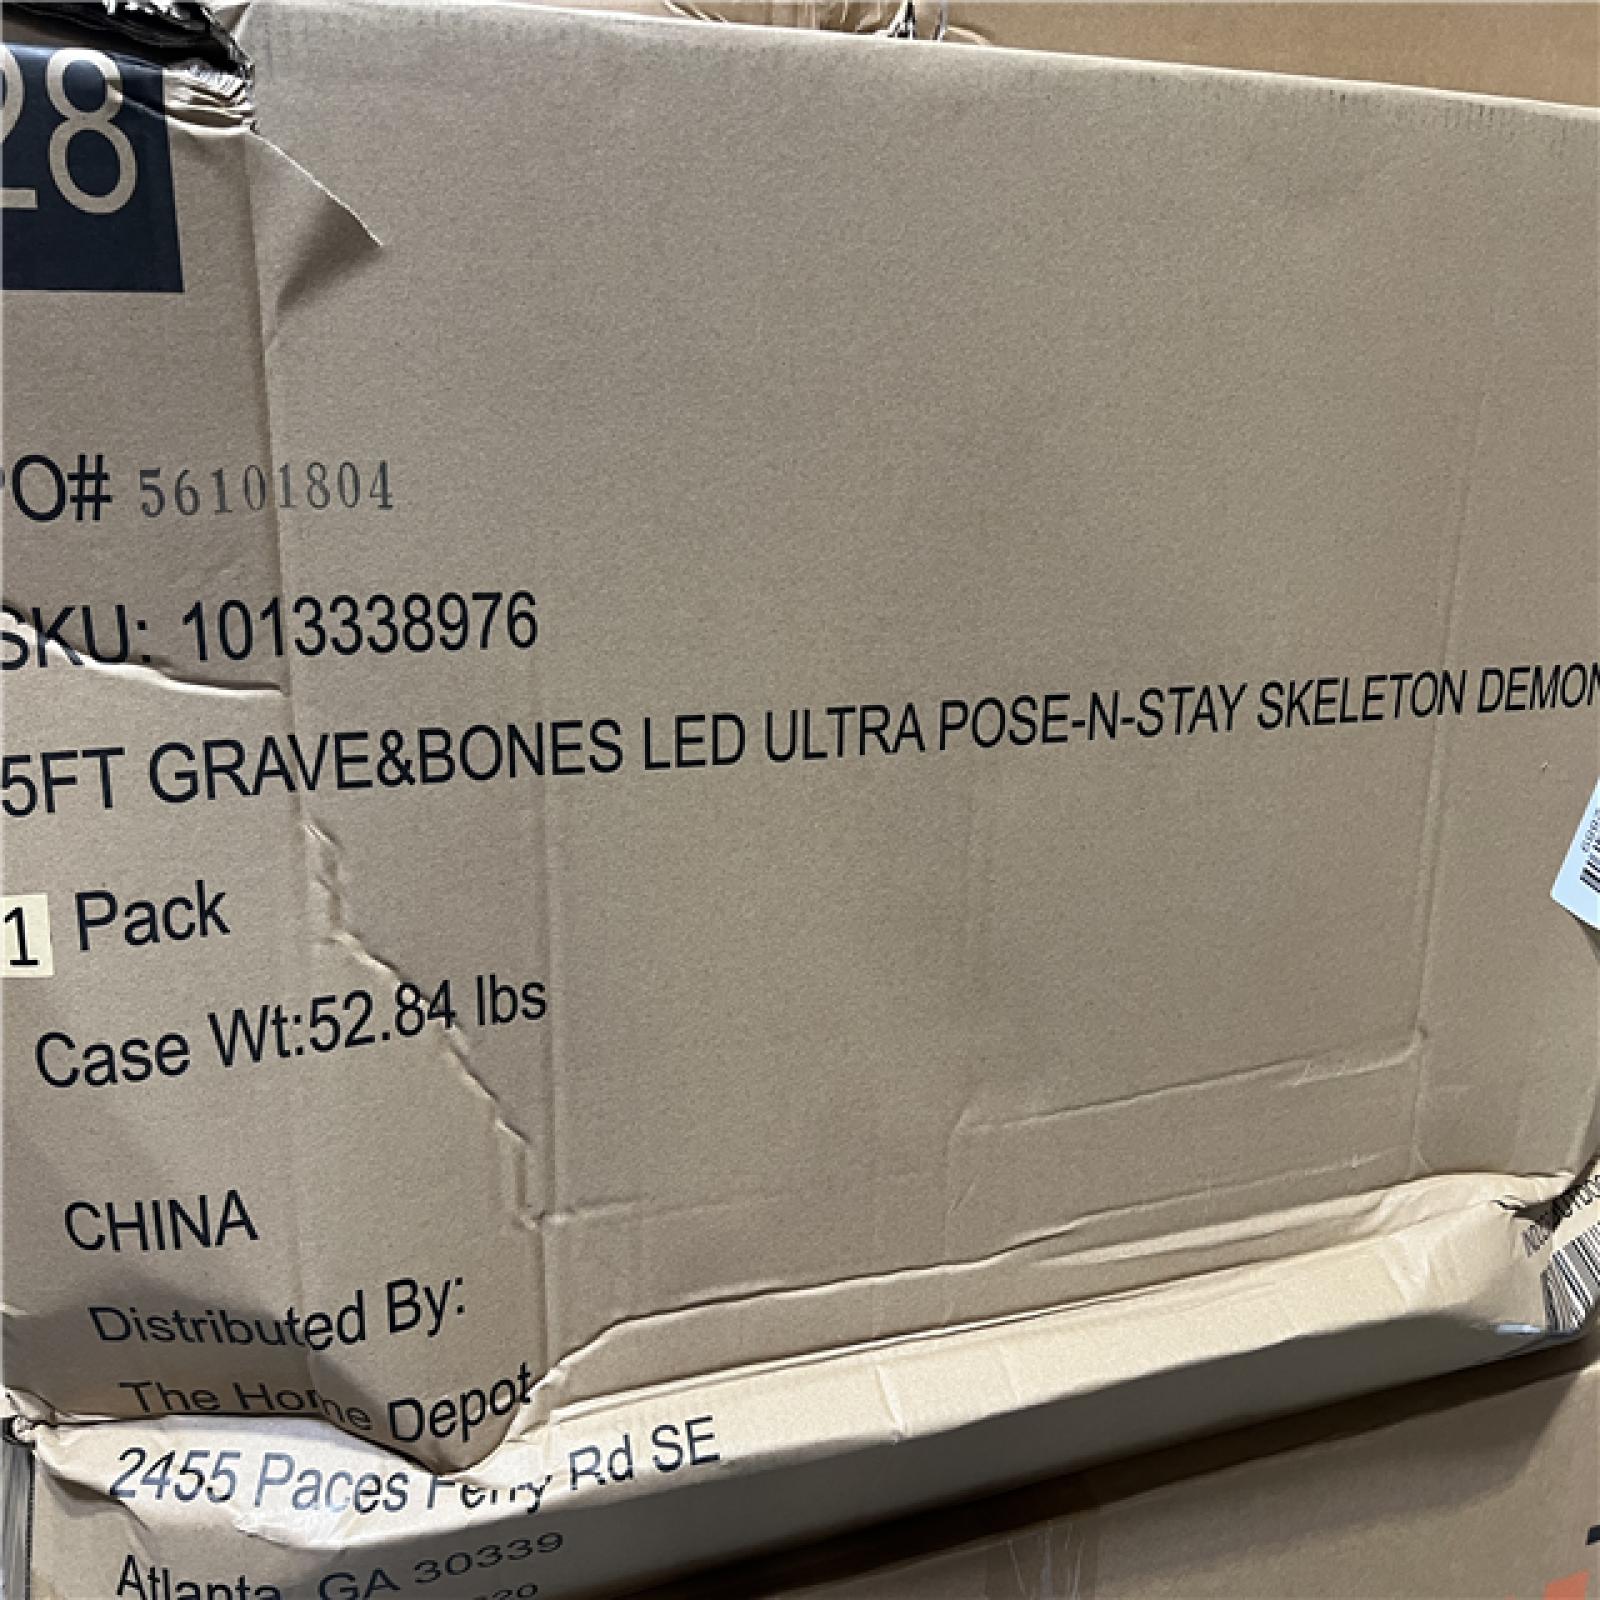 28
PO# 56101804
SKU: 1013338976
5FT GRAVE&BONES LED ULTRA POSE-N-STAY SKELETON DEMON
1 Pack
Case Wt:52.84 lbs
CHINA
Distributed By:
The Home Depot
2455 Paces Ferry Rd SE
Atlanta, GA 30339